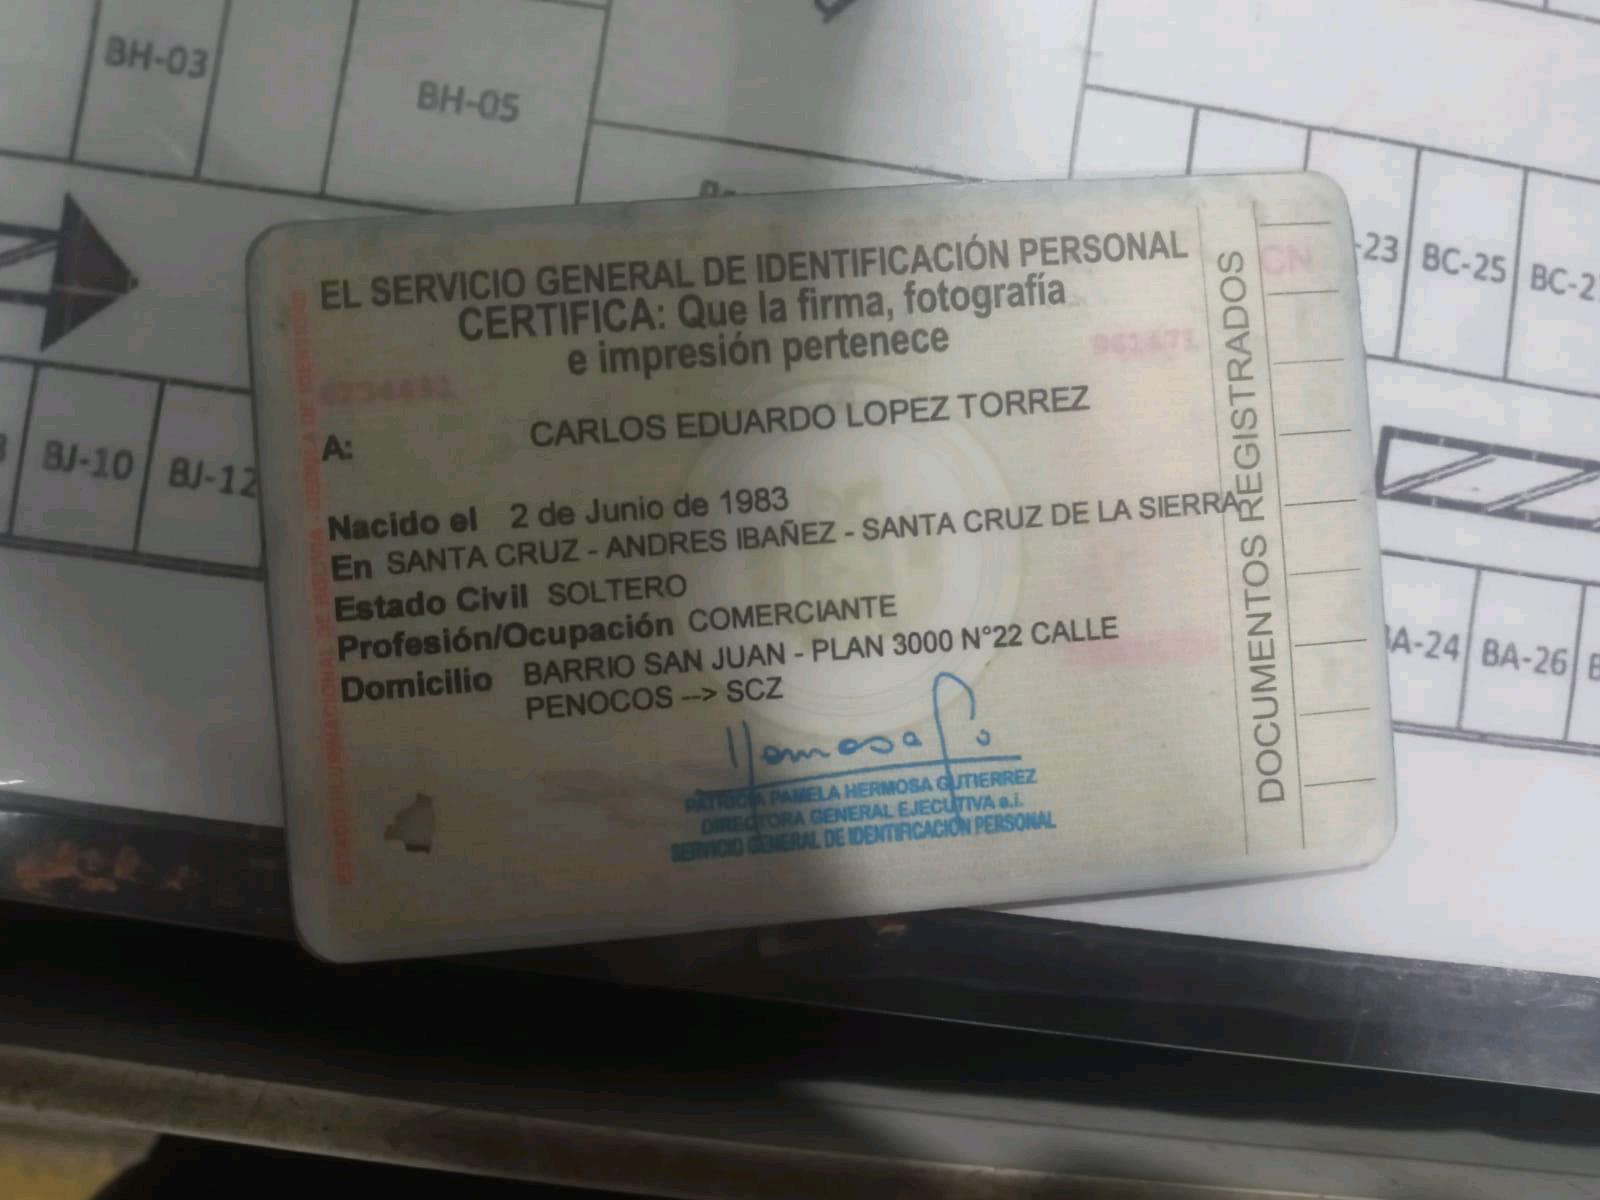 BH-03
BH-05
-23
BC-25
BC-2
BJ-10
BJ-12
A-24
BA-26
EL SERVICIO GENERAL DE IDENTIFICACIÓN PERSONAL
CERTIFICA: Que la firma, fotografía
e impresión pertenece
A: CARLOS EDUARDO LOPEZ TORREZ
Nacido el 2 de Junio de 1983
En SANTA CRUZ - ANDRES IBAÑEZ - SANTA CRUZ DE LA SIERRA
Estado Civil SOLTERO
Profesión/Ocupación COMERCIANTE
Domicilio BARRIO SAN JUAN - PLAN 3000 N°22 CALLE
PENOCOS --> SCZ
PATRICIA PAMELA HERMOSA GUTIERREZ
DIRECTORA GENERAL EJECUTIVA a.i.
SERVICIO GENERAL DE IDENTIFICACIÓN PERSONAL
DOCUMENTOS REGISTRADOS
CN